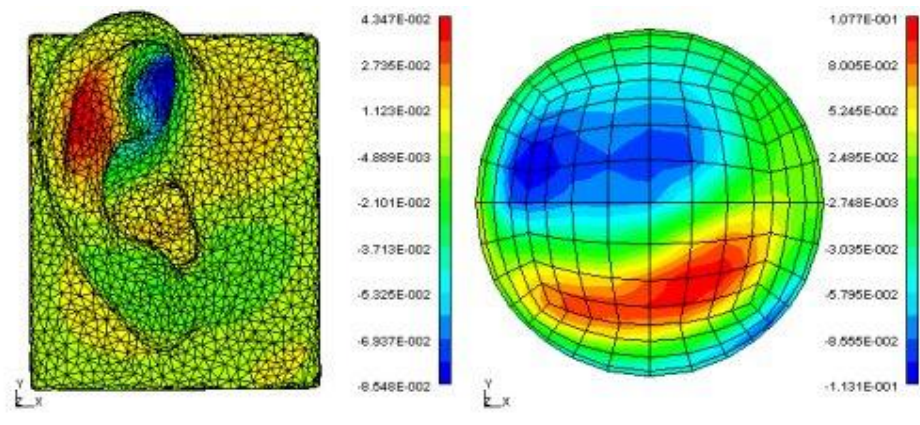 4.347E-002
2.735E-002
1.123E-002
-4.889E-003
-2.101E-002
-3.713E-002
-5.325E-002
-6.937E-002
-8.548E-002
Y
Z X
1.077E-001
8.005E-002
5.245E-002
2.485E-002
-2.748E-003
-3.035E-002
-5.795E-002
-8.555E-002
-1.131E-001
Y
Z X